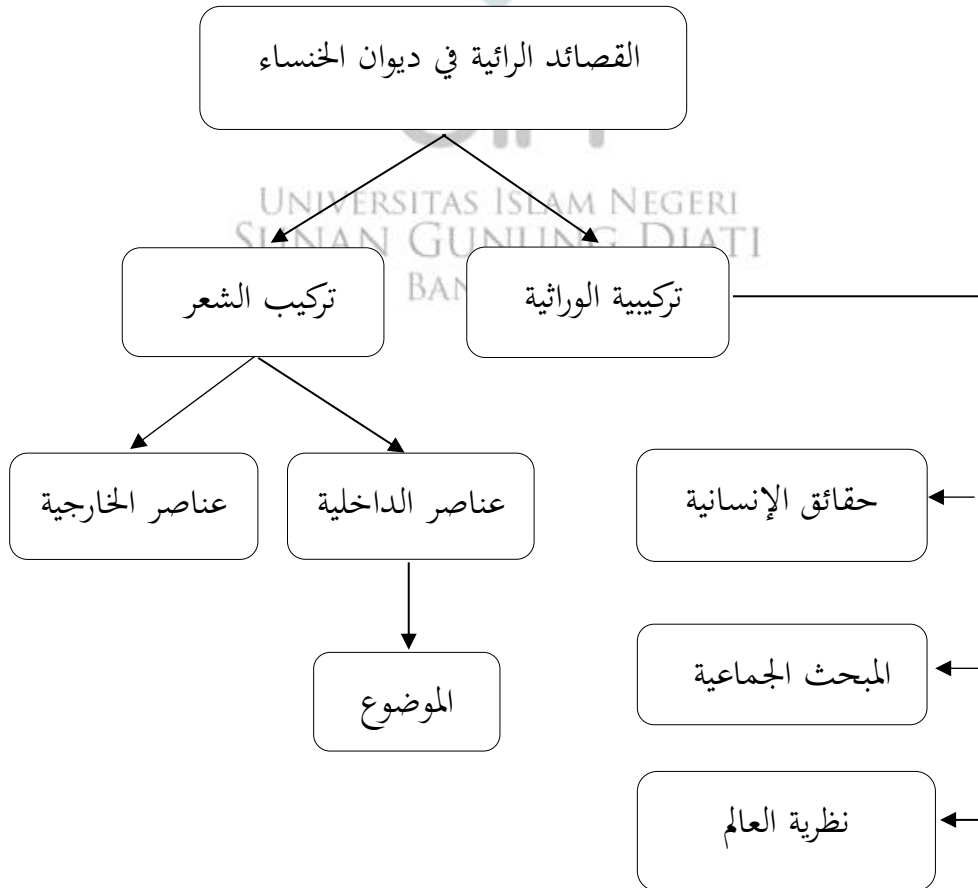 القصائد الرائية في ديوان الخنساء
UNIVERSITAS ISLAM NEGERI
SUNAN GUNUNG DJATI
تركيبية الوراثية
تركيب الشعر
حقائق الإنسانية
عناصر الداخلية
عناصر الخارجية
المبحث الجماعية
الموضوع
نظرية العالم